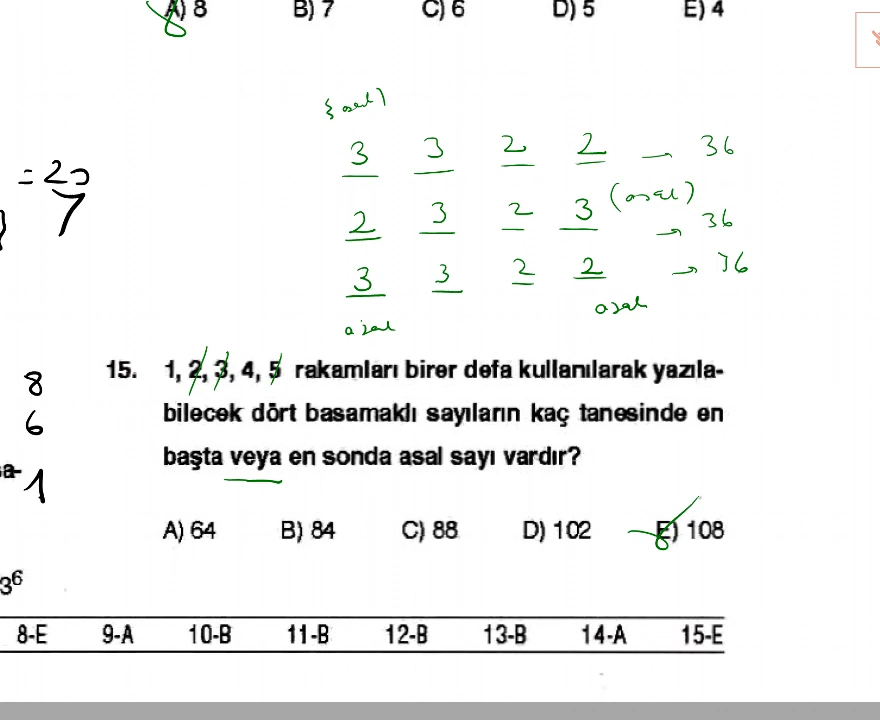 A) 8 B) 7 C) 6 D) 5 E) 4
3 3 2 2 → 36
= 20
7
2 3 2 3 (asal) → 36
3 3 2 2 → 36
asal asal
8
6
1
15. 1, 2, 3, 4, 5 rakamları birer defa kullanılarak yazıla-
bilecek dört basamaklı sayıların kaç tanesinde en
başta veya en sonda asal sayı vardır?
A) 64 B) 84 C) 88 D) 102 E) 108
3⁶
8-E 9-A 10-B 11-B 12-B 13-B 14-A 15-E